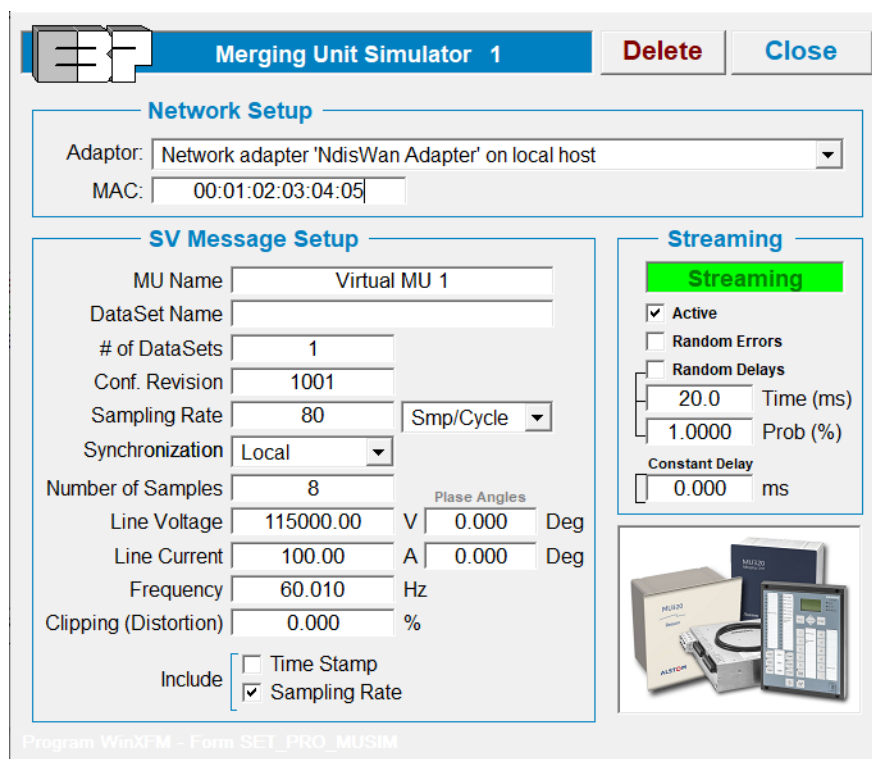 EBP
Merging Unit Simulator 1
Delete
Close
Network Setup
Adaptor: Network adapter 'NdisWan Adapter' on local host
MAC: 00:01:02:03:04:05
SV Message Setup
MU Name Virtual MU 1
DataSet Name
# of DataSets 1
Conf. Revision 1001
Sampling Rate 80 Smp/Cycle
Synchronization Local
Number of Samples 8
Plase Angles
Line Voltage 115000.00 V 0.000 Deg
Line Current 100.00 A 0.000 Deg
Frequency 60.010 Hz
Clipping (Distortion) 0.000 %
Include
Time Stamp
Sampling Rate
Streaming
Streaming
Active
Random Errors
Random Delays
20.0 Time (ms)
1.0000 Prob (%)
Constant Delay
0.000 ms
MU320
MU320
ALSTOM
Program WinXFM - Form SET_PRO_MUSIM